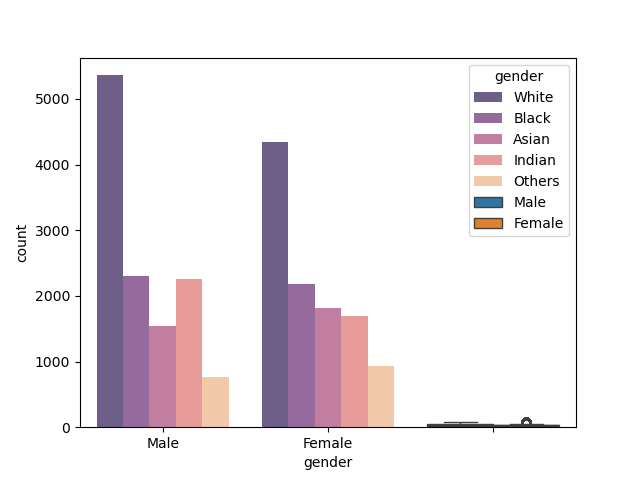 gender
White
Black
Asian
Indian
Others
Male
Female
5000
4000
3000
2000
1000
0
count
Male
Female
gender